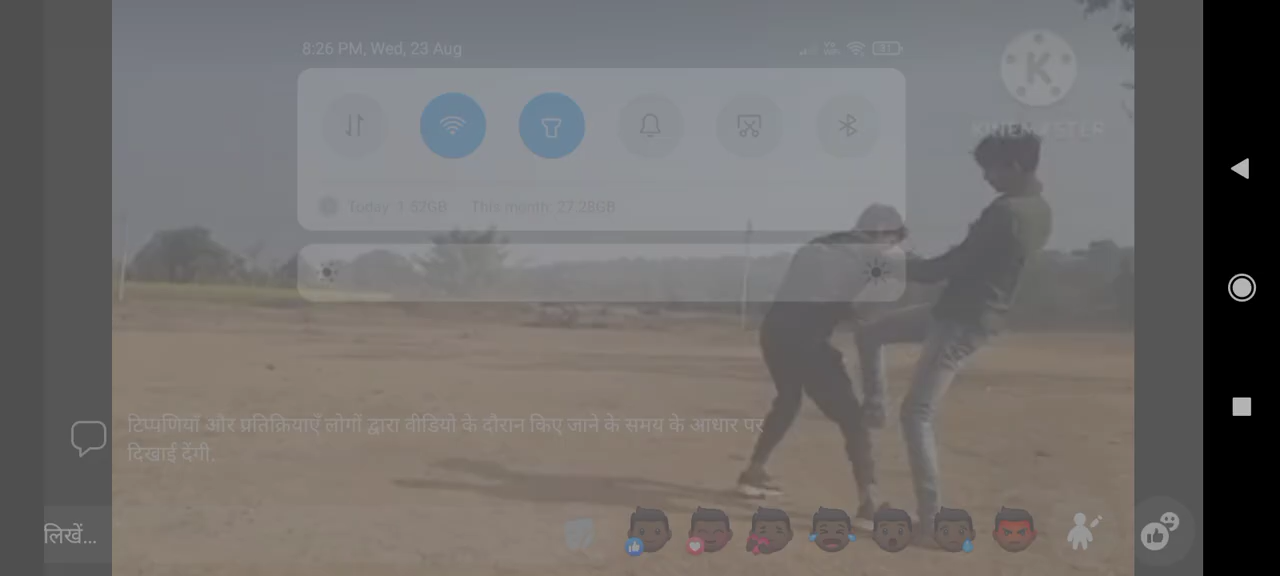 8:26 PM, Wed, 23 Aug
K
KINEMASTER
Today: 1.52GB
This month: 27.28GB
टिप्पणियाँ और प्रतिक्रियाएँ लोगों द्वारा वीडियो के दौरान किए जाने के समय के आधार पर
दिखाई देंगी.
लिखें...